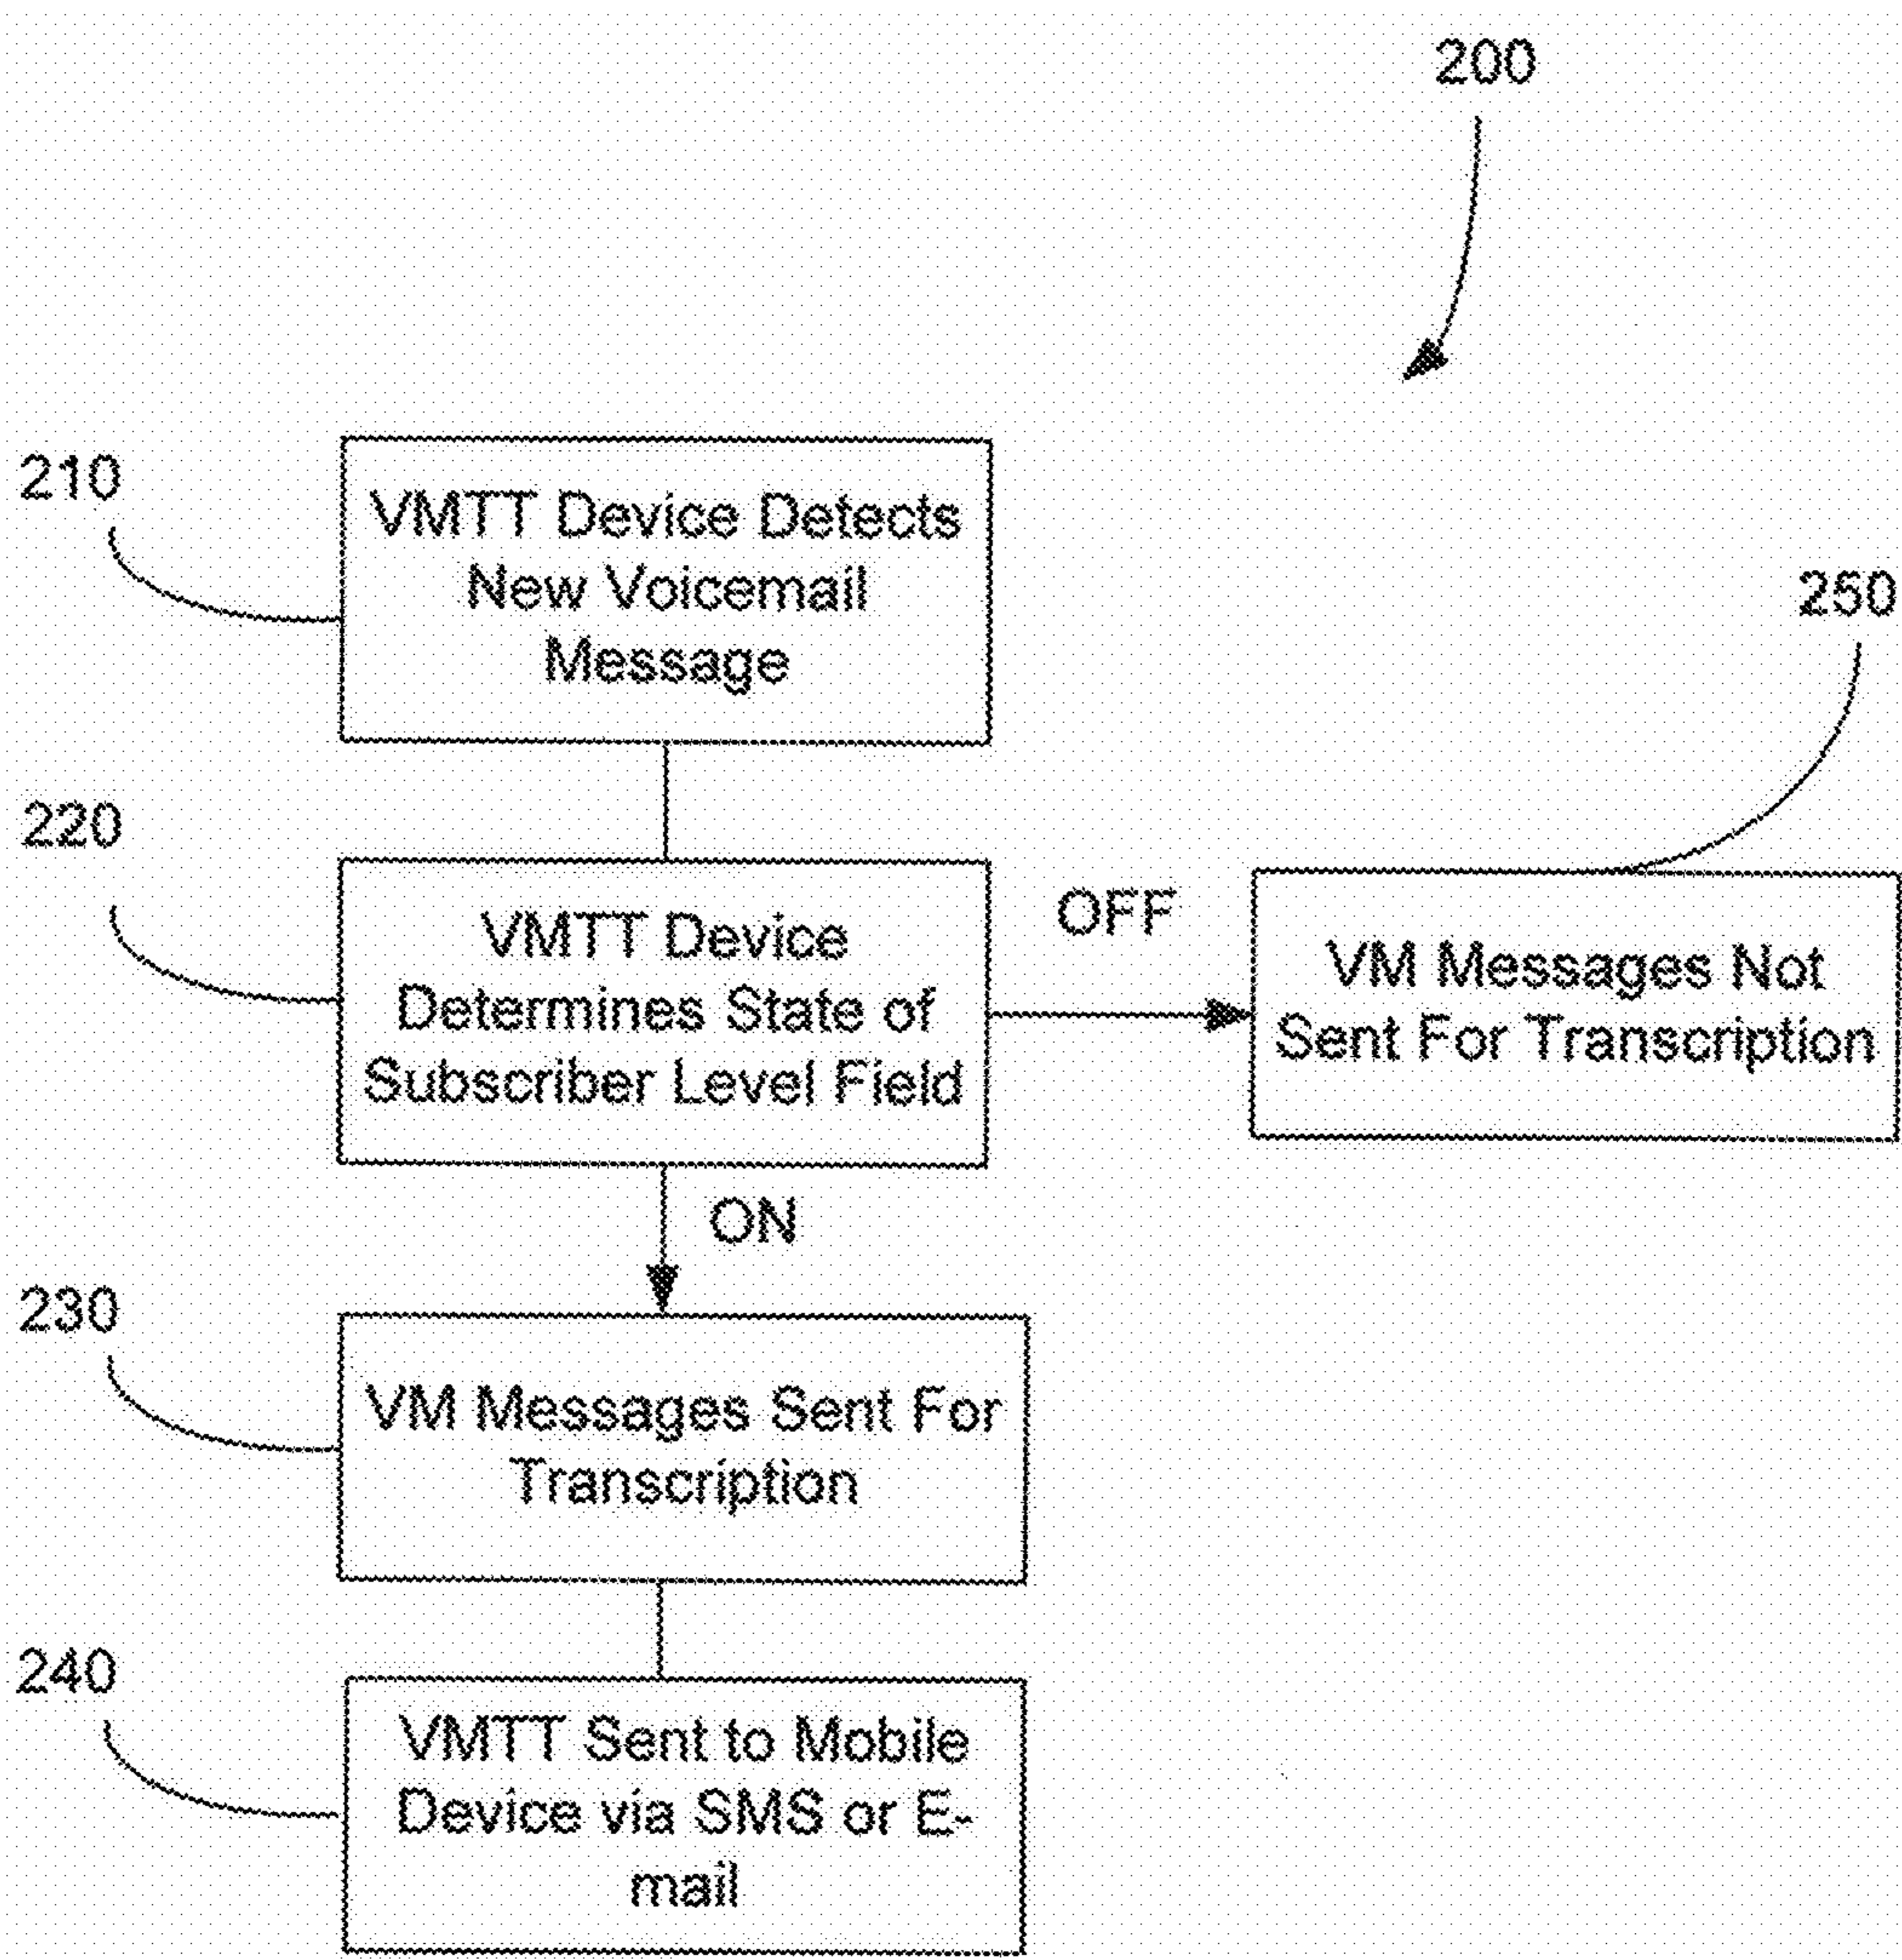 200
210
VMTT Device Detects
New Voicemail
Message
250
220
VMTT Device
Determines State of
Subscriber Level Field
OFF
VM Messages Not
Sent For Transcription
ON
230
VM Messages Sent For
Transcription
240
VMTT Sent to Mobile
Device via SMS or E-
mail